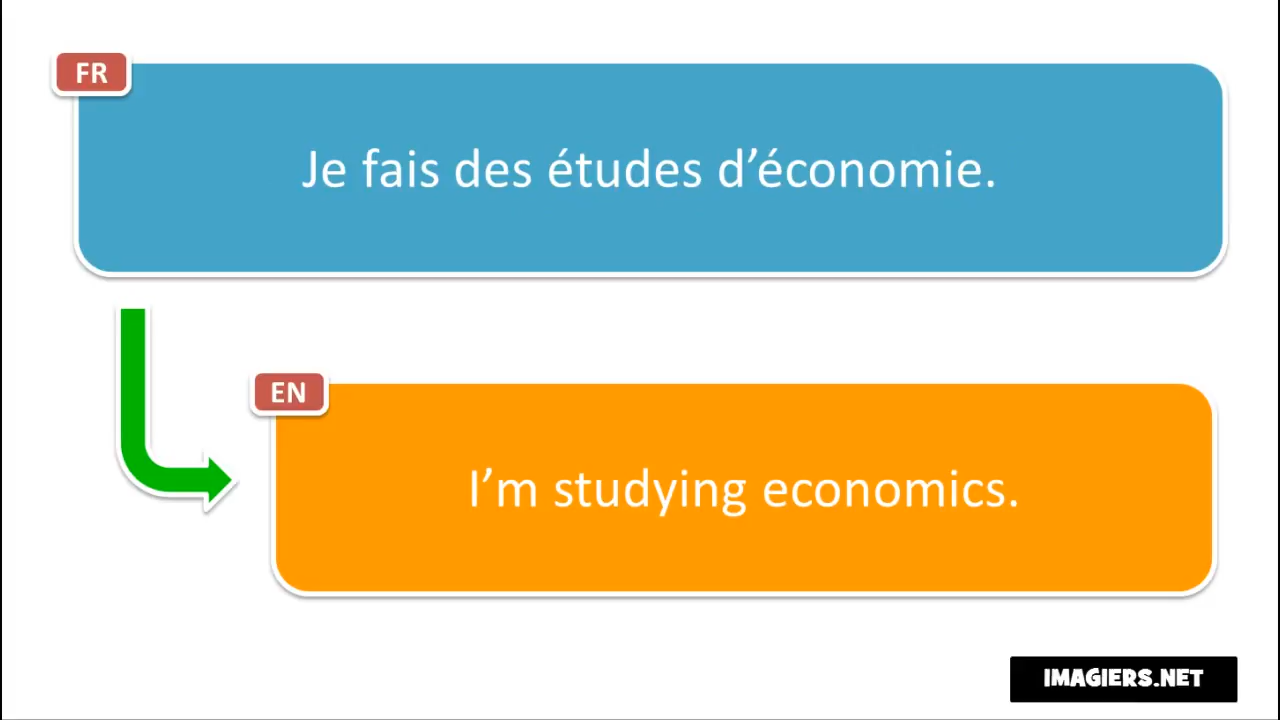 FR
Je fais des études d’économie.
EN
I’m studying economics.
IMAGIERS.NET